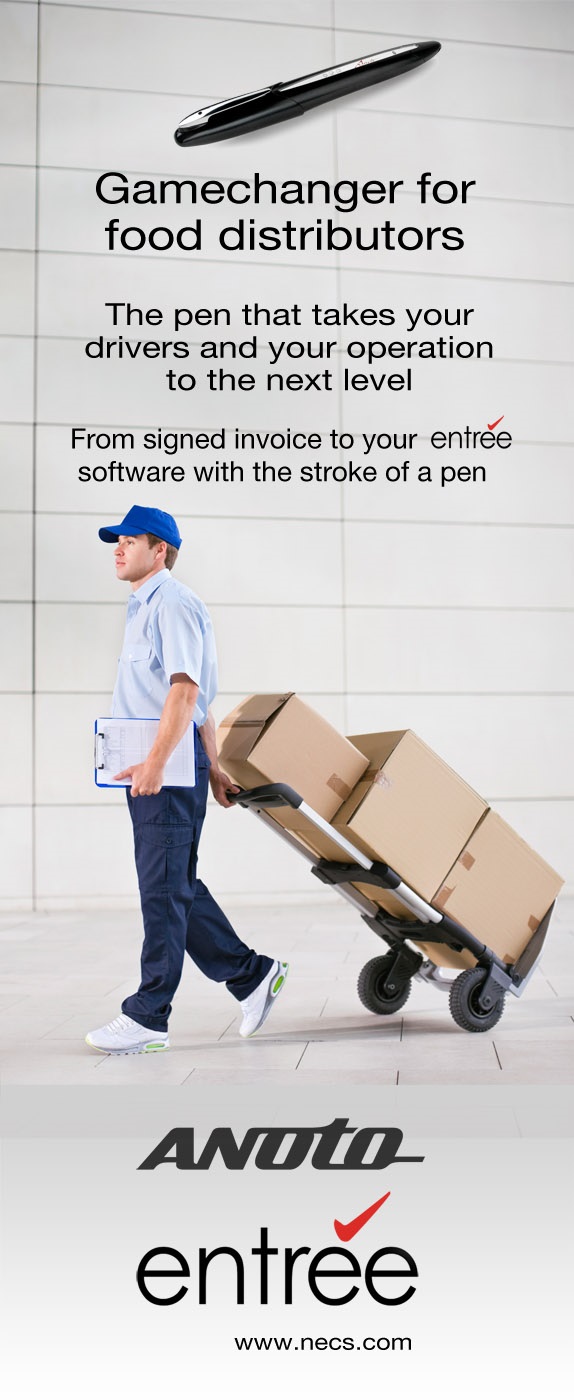 Gamechanger for
food distributors
The pen that takes your
drivers and your operation
to the next level
From signed invoice to your entrée
software with the stroke of a pen
ANOTO
entrée
www.necs.com